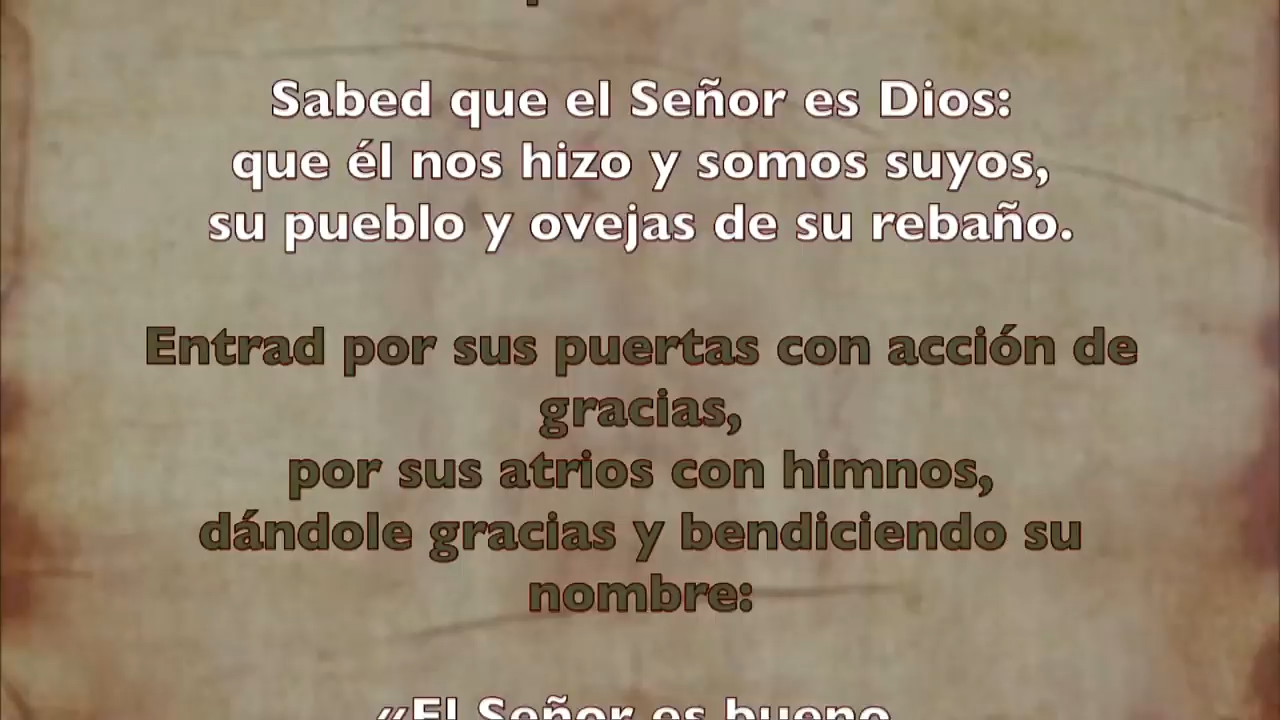 Sabed que el Señor es Dios:
que él nos hizo y somos suyos,
su pueblo y ovejas de su rebaño.
Entrad por sus puertas con acción de
gracias,
por sus atrios con himnos,
dándole gracias y bendiciendo su
nombre:
«El Señor es bueno